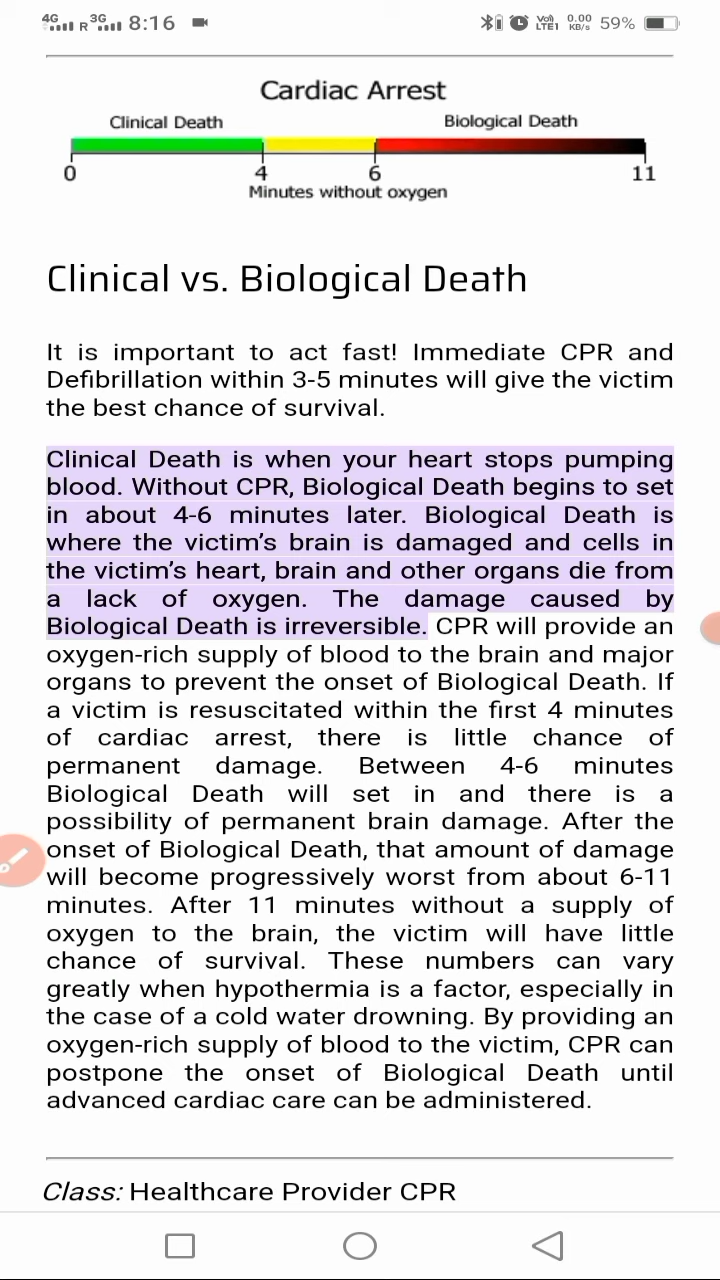 4G R 3G 8:16 Vo) LTE1 0.00 KB/s 59%
Cardiac Arrest
Clinical Death Biological Death
0 4 6 11
Minutes without oxygen
Clinical vs. Biological Death
It is important to act fast! Immediate CPR and
Defibrillation within 3-5 minutes will give the victim
the best chance of survival.
Clinical Death is when your heart stops pumping
blood. Without CPR, Biological Death begins to set
in about 4-6 minutes later. Biological Death is
where the victim's brain is damaged and cells in
the victim's heart, brain and other organs die from
a lack of oxygen. The damage caused by
Biological Death is irreversible. CPR will provide an
oxygen-rich supply of blood to the brain and major
organs to prevent the onset of Biological Death. If
a victim is resuscitated within the first 4 minutes
of cardiac arrest, there is little chance of
permanent damage. Between 4-6 minutes
Biological Death will set in and there is a
possibility of permanent brain damage. After the
onset of Biological Death, that amount of damage
will become progressively worst from about 6-11
minutes. After 11 minutes without a supply of
oxygen to the brain, the victim will have little
chance of survival. These numbers can vary
greatly when hypothermia is a factor, especially in
the case of a cold water drowning. By providing an
oxygen-rich supply of blood to the victim, CPR can
postpone the onset of Biological Death until
advanced cardiac care can be administered.
Class: Healthcare Provider CPR